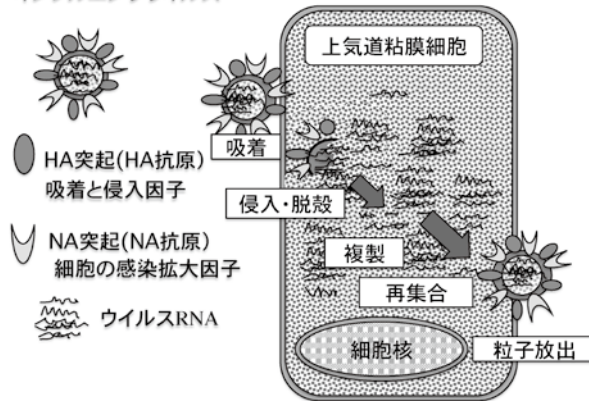 上気道粘膜細胞
吸着
HA突起(HA抗原)
吸着と侵入因子
侵入・脱殻
NA突起(NA抗原)
細胞の感染拡大因子
複製
再集合
ウイルスRNA
細胞核
粒子放出